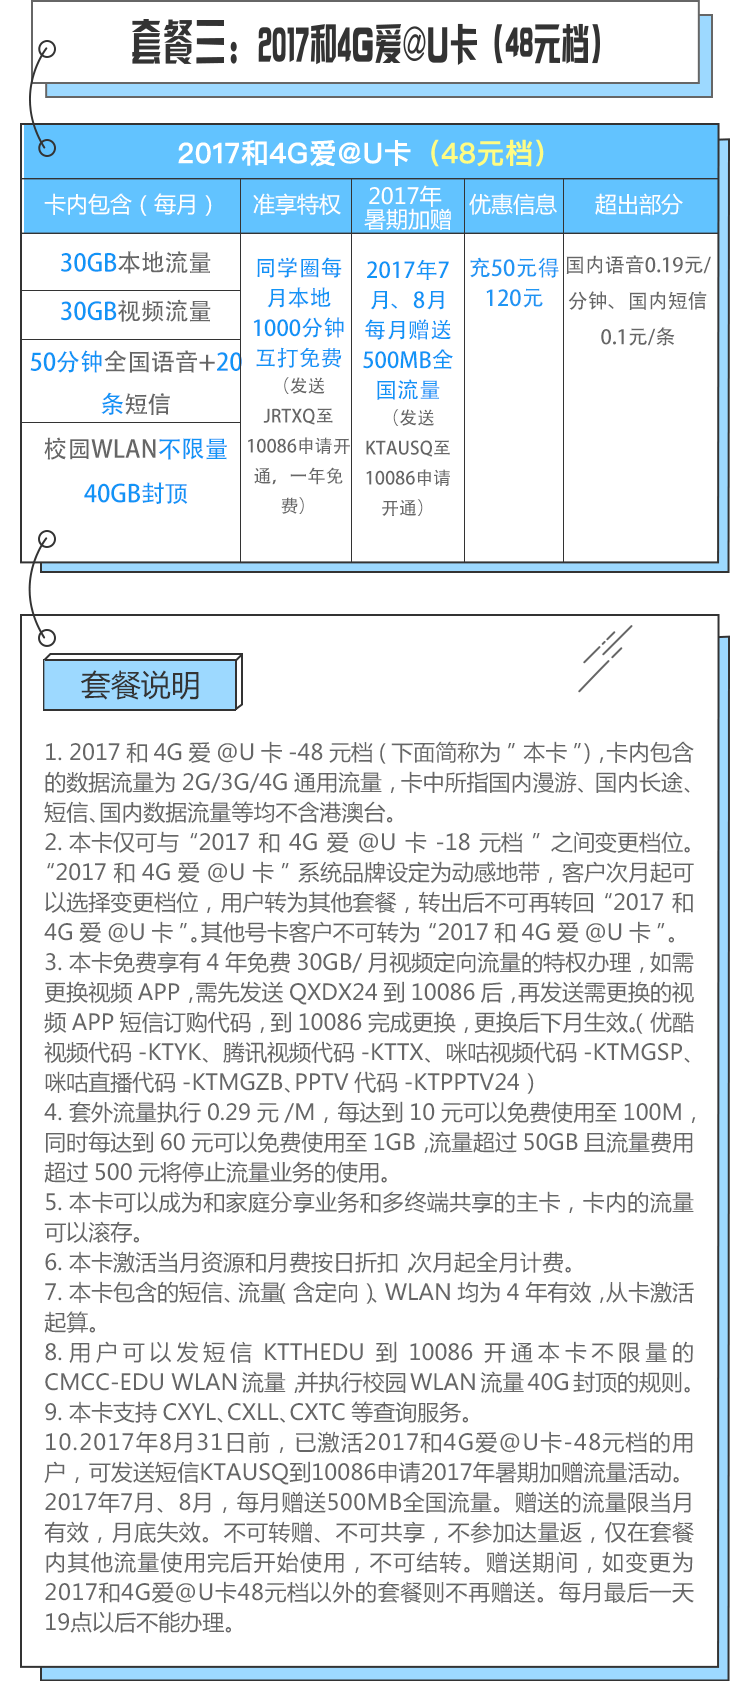 套餐三：2017和4G爱@U卡（48元档）
2017和4G爱@U卡（48元档）
卡内包含（每月）
准享特权
2017年
暑期加赠
优惠信息
超出部分
30GB本地流量
30GB视频流量
50分钟全国语音+20
条短信
校园WLAN不限量
40GB封顶
同学圈每
月本地
1000分钟
互打免费
（发送
JRTXQ至
10086申请开
通，一年免
费）
2017年7
月、8月
每月赠送
500MB全
国流量
（发送
KTAUSQ至
10086申请
开通）
充50元得
120元
国内语音0.19元/
分钟、国内短信
0.1元/条
套餐说明
1. 2017 和 4G 爱 @U 卡 -48 元档（下面简称为 ” 本卡 ”），卡内包含
的数据流量为 2G/3G/4G 通用流量，卡中所指国内漫游、国内长途、
短信、国内数据流量等均不含港澳台。
2. 本卡仅可与 “2017 和 4G 爱 @U 卡 -18 元档 ” 之间变更档位。
“2017 和 4G 爱 @U 卡 ” 系统品牌设定为动感地带，客户次月起可
以选择变更档位，用户转为其他套餐，转出后不可再转回 “2017 和
4G 爱 @U 卡 ”。其他号卡客户不可转为 “2017 和 4G 爱 @U 卡 ”。
3. 本卡免费享有 4 年免费 30GB/ 月视频定向流量的特权办理，如需
更换视频 APP，需先发送 QXDX24 到 10086 后，再发送需更换的视
频 APP 短信订购代码，到 10086 完成更换，更换后下月生效。（优酷
视频代码 -KTYK、腾讯视频代码 -KTTX、咪咕视频代码 -KTMGSP、
咪咕直播代码 -KTMGZB、PPTV 代码 -KTPPTV24）
4. 套外流量执行 0.29 元 /M，每达到 10 元可以免费使用至 100M，
同时每达到 60 元可以免费使用至 1GB，流量超过 50GB 且流量费用
超过 500 元将停止流量业务的使用。
5. 本卡可以成为和家庭分享业务和多终端共享的主卡，卡内的流量
可以滚存。
6. 本卡激活当月资源和月费按日折扣，次月起全月计费。
7. 本卡包含的短信、流量（含定向）、WLAN 均为 4 年有效，从卡激活
起算。
8. 用户可以发短信 KTTHEDU 到 10086 开通本卡不限量的
CMCC-EDU WLAN 流量，并执行校园 WLAN 流量 40G 封顶的规则。
9. 本卡支持 CXYL、CXLL、CXTC 等查询服务。
10.2017年8月31日前，已激活2017和4G爱@U卡-48元档的用
户，可发送短信KTAUSQ到10086申请2017年暑期加赠流量活动。
2017年7月、8月，每月赠送500MB全国流量。赠送的流量限当月
有效，月底失效。不可转赠、不可共享，不参加达量返，仅在套餐
内其他流量使用完后开始使用，不可结转。赠送期间，如变更为
2017和4G爱@U卡48元档以外的套餐则不再赠送。每月最后一天
19点以后不能办理。